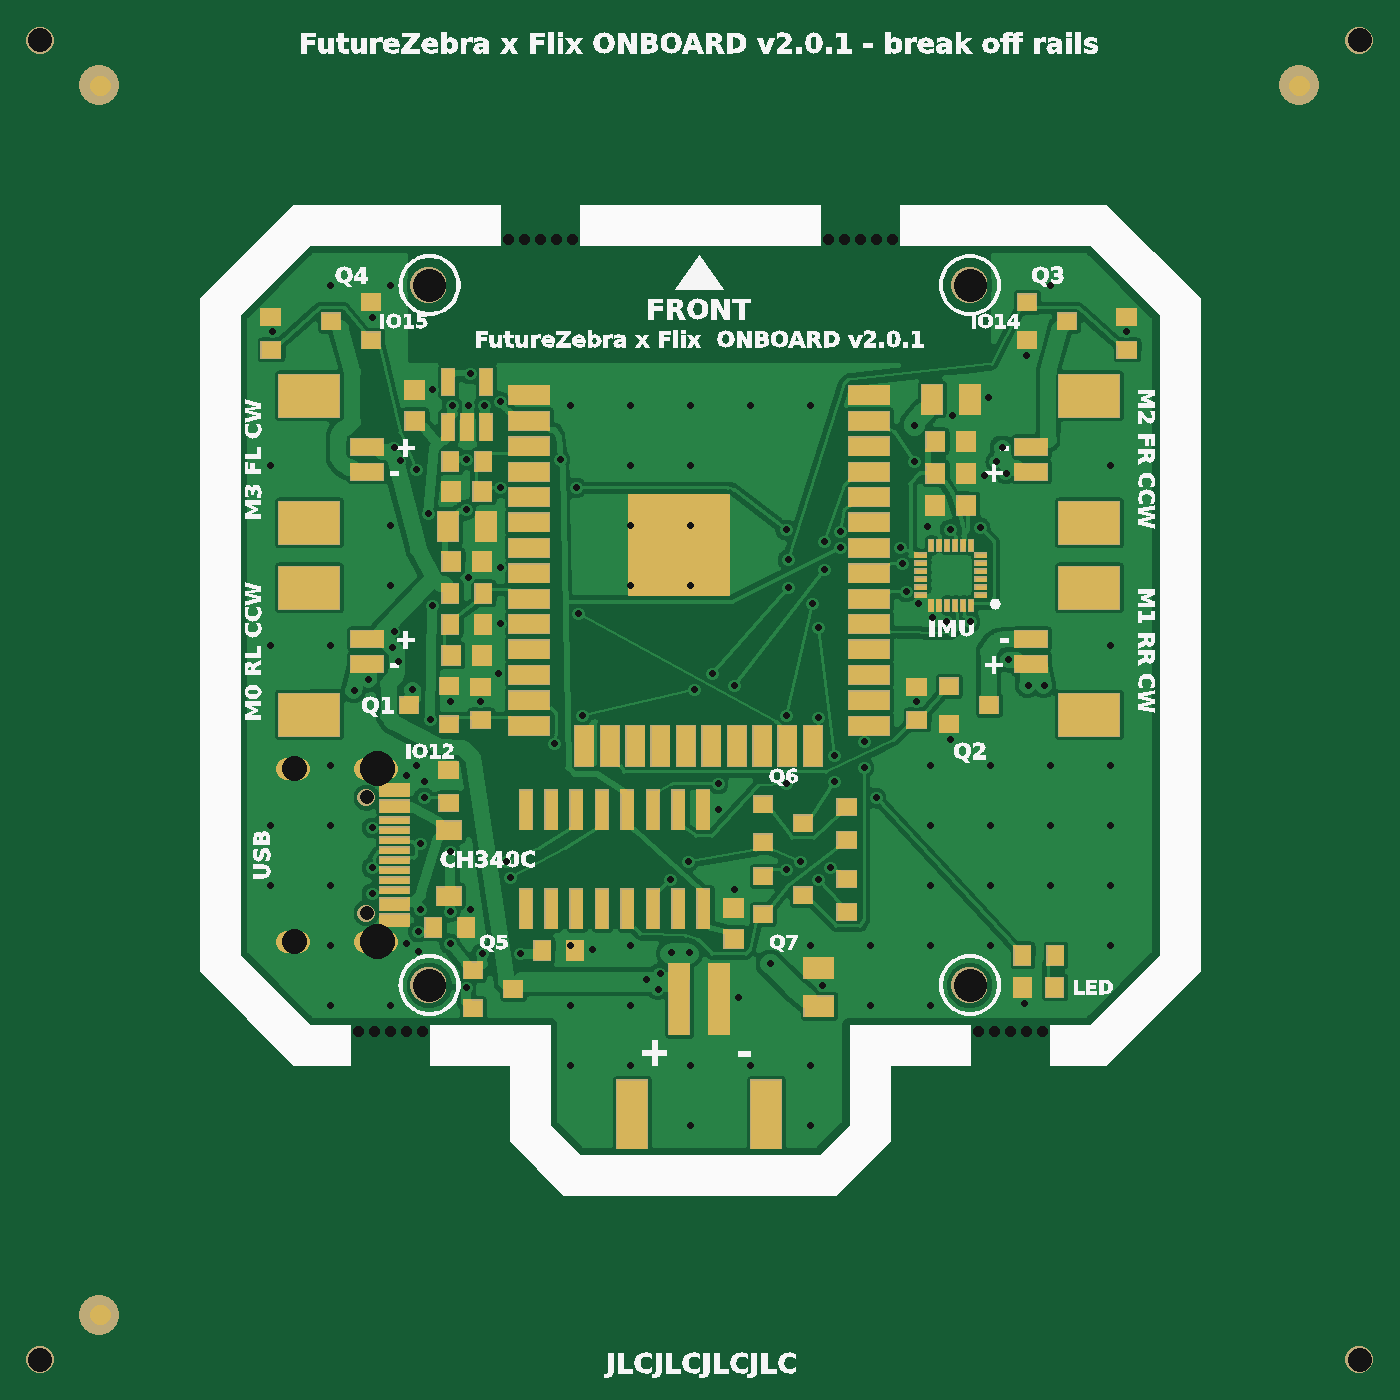 FutureZebra x Flix ONBOARD v2.0.1 - break off rails
Q4
Q3
IO15
FRONT
IO14
FutureZebra x Flix ONBOARD v2.0.1
M3 FL CW
M2 FR CCW
+
-
-
+
M0 RL CCW
M1 RR CW
IMU
+
-
-
+
Q1
IO12
Q2
Q6
USB
CH340C
Q5
Q7
LED
+
-
JLCJLCJLCJLC